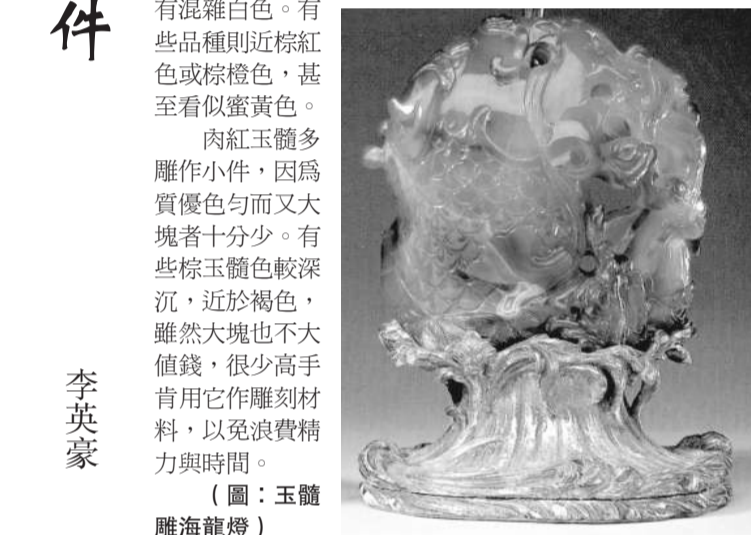 件
李英豪
有混雜白色。有
些品種則近棕紅
色或棕橙色，甚
至看似蜜黃色。
肉紅玉髓多
雕作小件，因爲
質優色勻而又大
塊者十分少。有
些棕玉髓色較深
沉，近於褐色，
雖然大塊也不大
値錢，很少高手
肯用它作雕刻材
料，以免浪費精
力與時間。
（圖：玉髓
雕海龍燈）